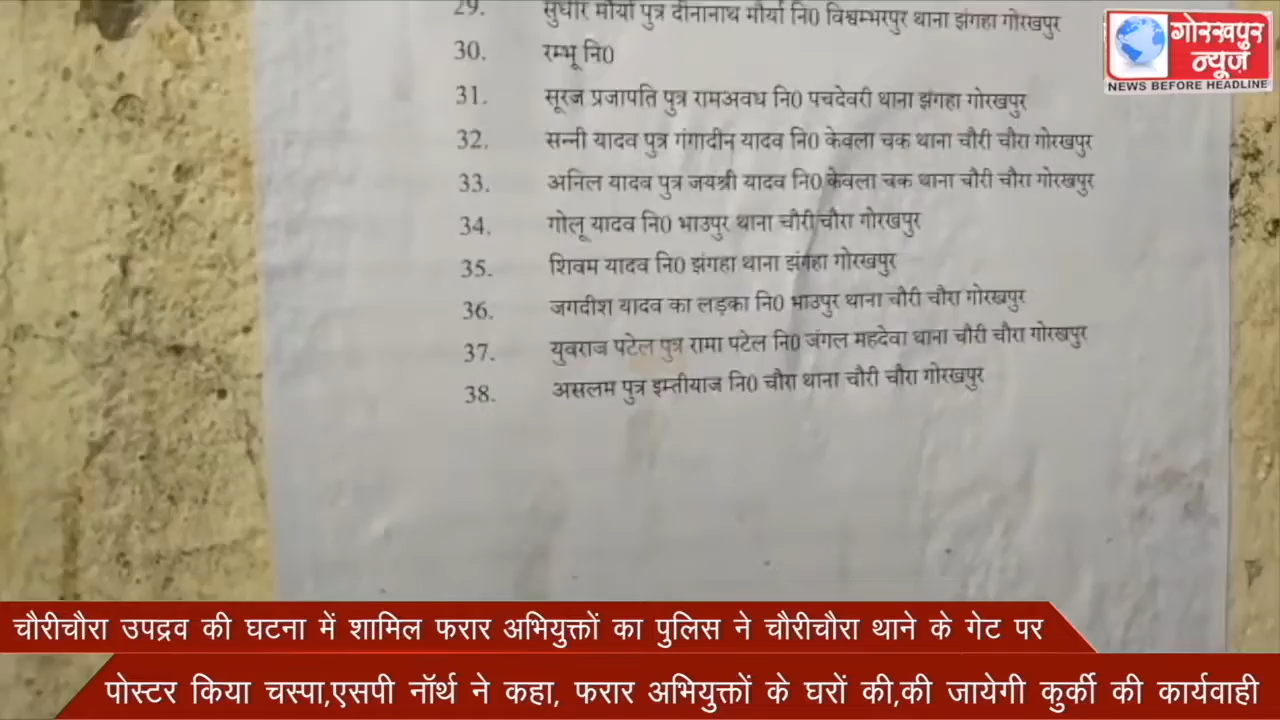 29. सुधीर मौर्या पुत्र दीनानाथ मौर्या नि0 विश्वम्भरपुर थाना झंगहा गोरखपुर
30. रम्भू नि0
31. सूरज प्रजापति पुत्र रामअवध नि0 पचदेवरी थाना झंगहा गोरखपुर
32. सन्नी यादव पुत्र गंगादीन यादव नि0 केवला चक थाना चौरी चौरा गोरखपुर
33. अनिल यादव पुत्र जयश्री यादव नि0 केवला चक थाना चौरी चौरा गोरखपुर
34. गोलू यादव नि0 भाउपुर थाना चौरी चौरा गोरखपुर
35. शिवम यादव नि0 झंगहा थाना झंगहा गोरखपुर
36. जगदीश यादव का लड़का नि0 भाउपुर थाना चौरी चौरा गोरखपुर
37. युवराज पटेल पुत्र रामा पटेल नि0 जंगल महदेवा थाना चौरी चौरा गोरखपुर
38. असलम पुत्र इम्तीयाज नि0 चौरा थाना चौरी चौरा गोरखपुर
गोरखपुर
न्यूज़
NEWS BEFORE HEADLINE
चौरीचौरा उपद्रव की घटना में शामिल फरार अभियुक्तों का पुलिस ने चौरीचौरा थाने के गेट पर
पोस्टर किया चस्पा,एसपी नॉर्थ ने कहा, फरार अभियुक्तों के घरों की,की जायेगी कुर्की की कार्यवाही